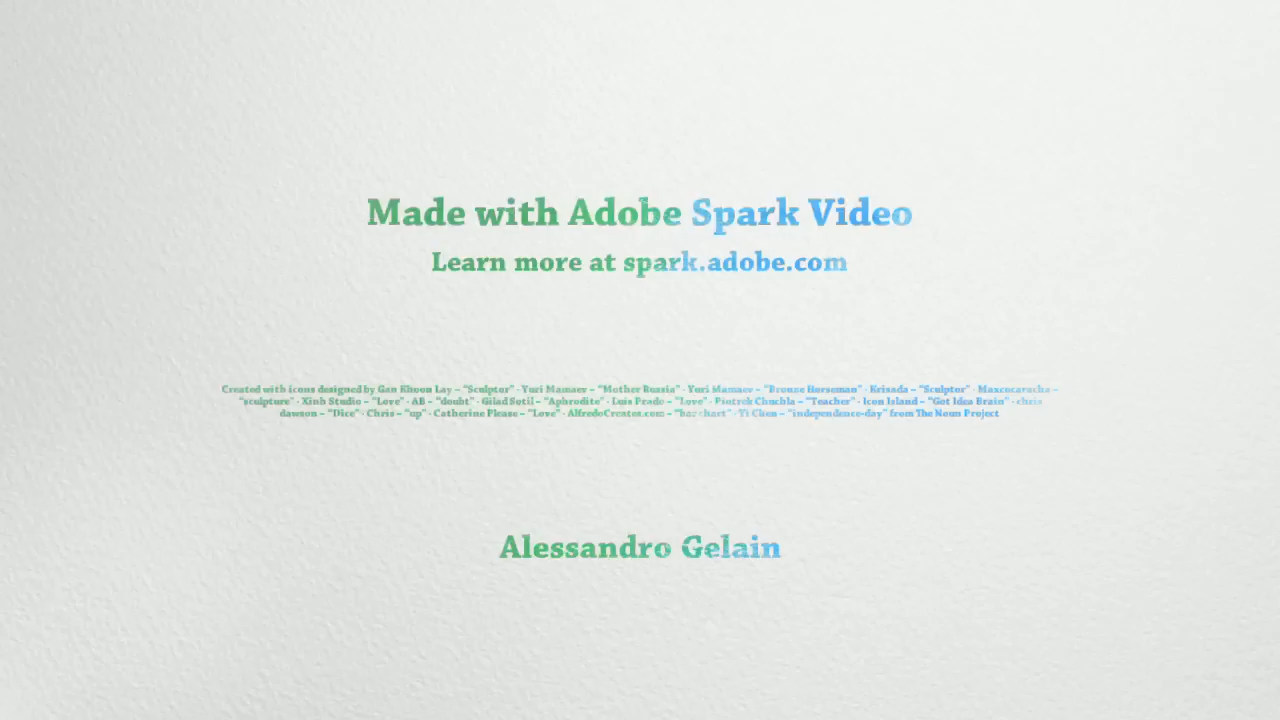 Made with Adobe Spark Video
Learn more at spark.adobe.com
Created with icons designed by Gan Khoon Lay – "Sculptor" · Yuri Mamaev – "Mother Russia" · Yuri Mamaev – "Bronze Horseman" · Krisada – "Sculptor" · Maxcocarocha –
"sculpture" · Xinh Studio – "Love" · AB – "doubt" · Gilad Sotil – "Aphrodite" · Luis Prado – "Love" · Piotrek Chuchla – "Teacher" · Icon Island – "Got Idea Brain" · chris
dawson – "Dice" · Chris – "up" · Catherine Please – "Love" · AlfredoCreates.com – "bar chart" · Yi Chen – "independence-day" from The Noun Project
Alessandro Gelain